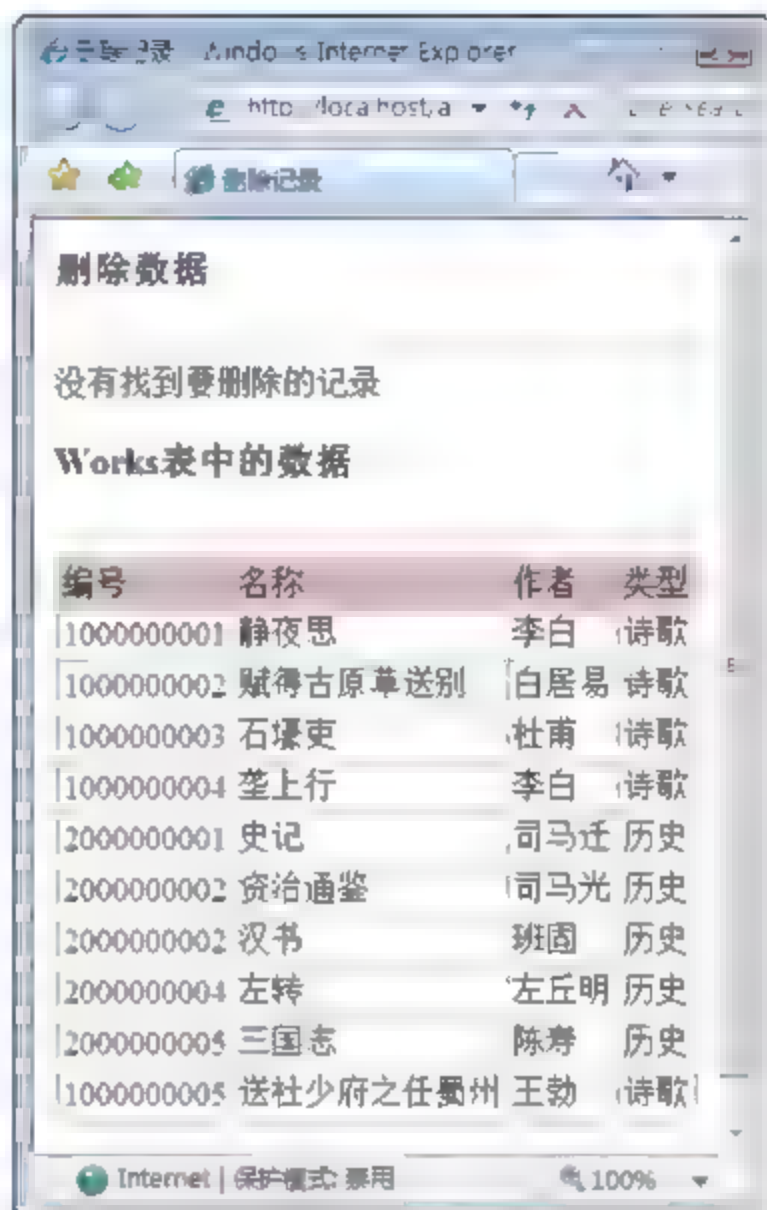 Internet Explorer
删除记录
删除数据
没有找到要删除的记录
Works表中的数据
编号 名称 作者 类型
1000000001 静夜思 李白 诗歌
1000000002 赋得古原草送别 白居易 诗歌
1000000003 石壕吏 杜甫 诗歌
1000000004 垄上行 李白 诗歌
2000000001 史记 司马迁 历史
2000000002 资治通鉴 司马光 历史
2000000002 汉书 班固 历史
2000000004 左转 左丘明 历史
2000000005 三国志 陈寿 历史
1000000005 送杜少府之任蜀州 王勃 诗歌
Internet | 保护模式: 禁用 100%